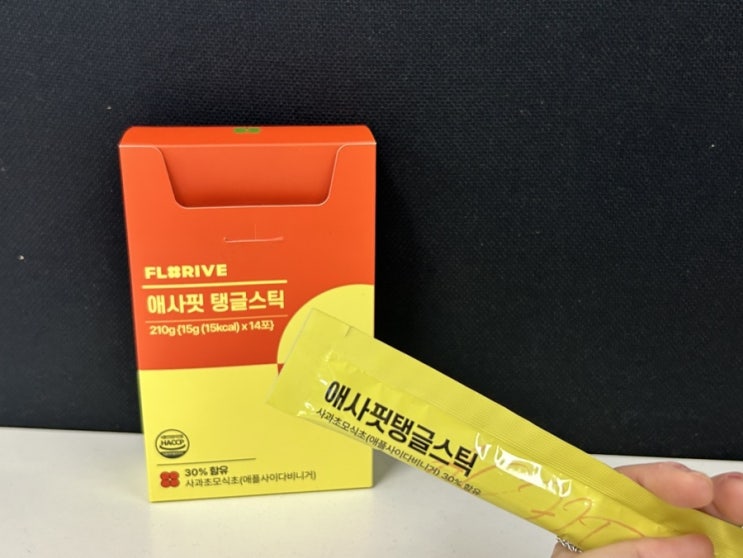 FL##RIVE
애사핏 탱글스틱
210g {15g (15kcal) x 14포}
HACCP
30% 함유
사과초모식초(애플사이다비니거)
애사핏탱글스틱
사과초모식초(애플사이다비니거) 30% 함유